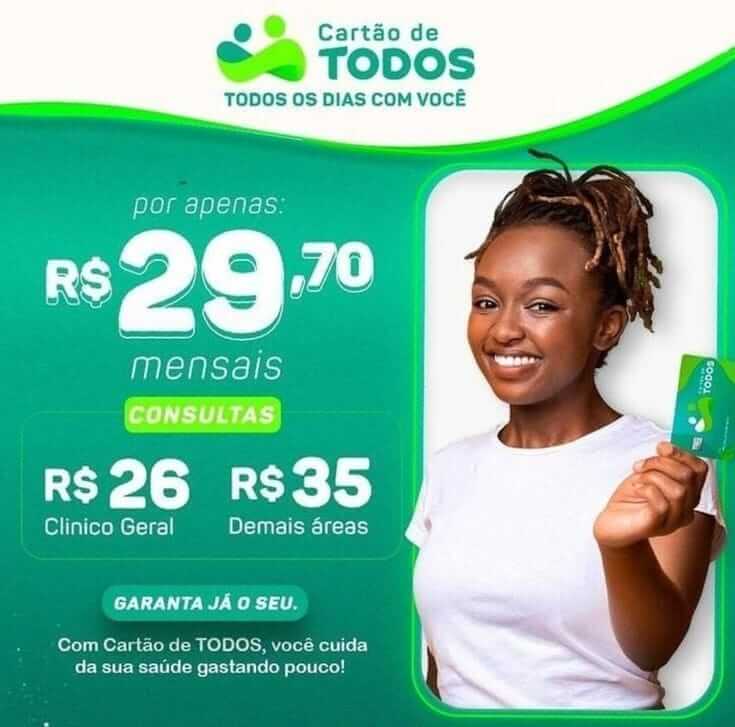 Cartão de
TODOS
TODOS OS DIAS COM VOCÊ
por apenas:
R$29,70
mensais
CONSULTAS
R$ 26
Clinico Geral
R$ 35
Demais áreas
GARANTA JÁ O SEU.
Com Cartão de TODOS, você cuida
da sua saúde gastando pouco!
TODOS